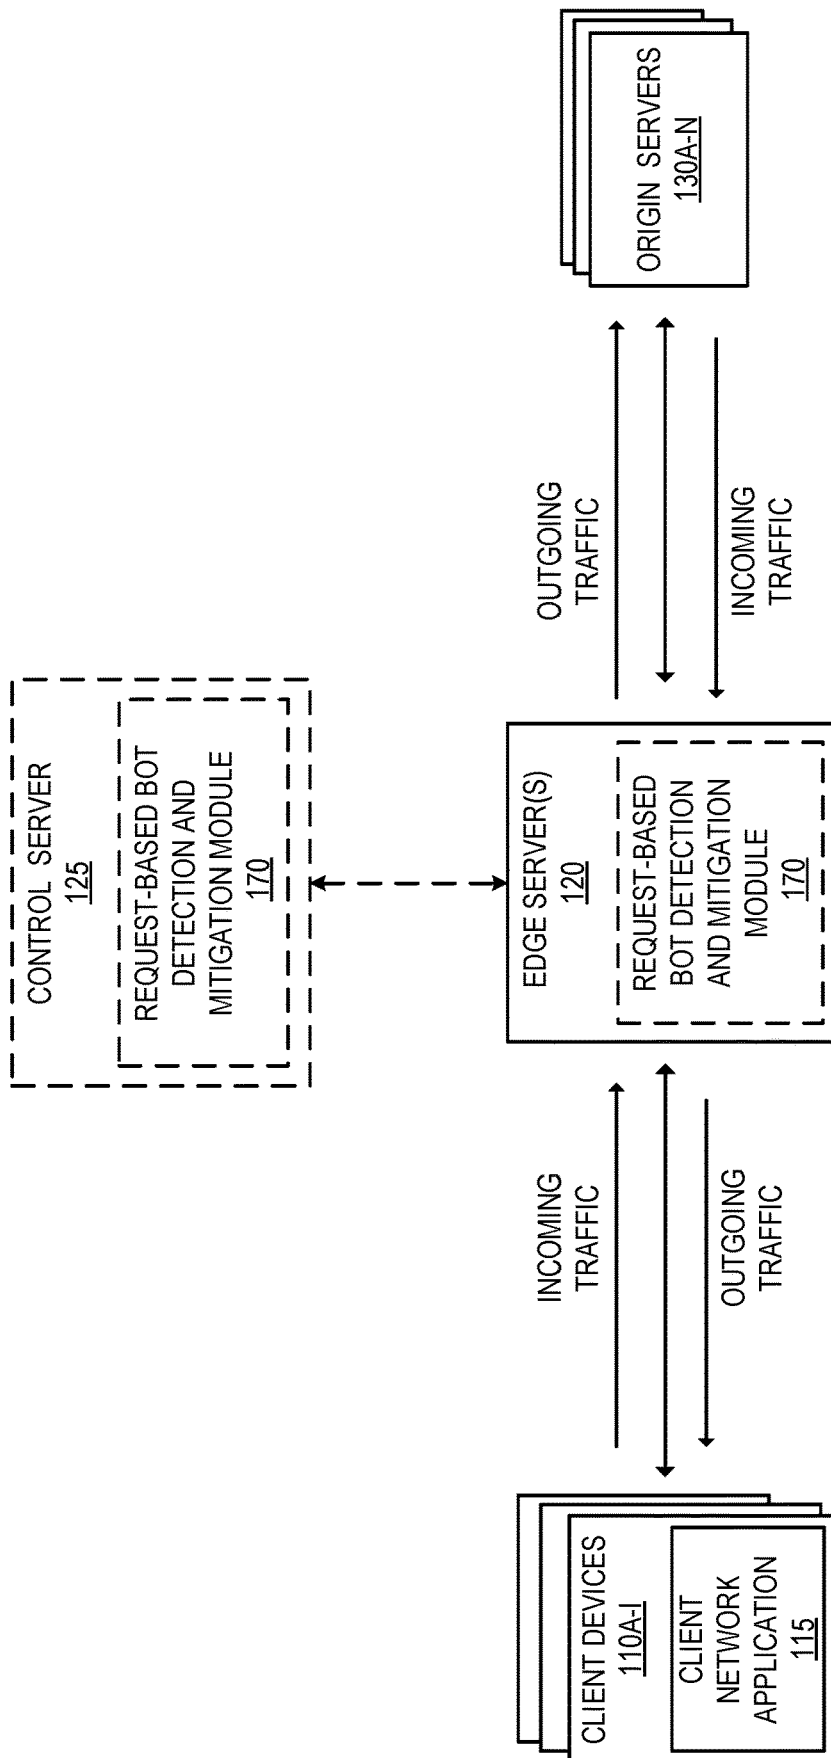 CONTROL SERVER
125
REQUEST-BASED BOT
DETECTION AND
MITIGATION MODULE
170
CLIENT DEVICES
110A-I
CLIENT
NETWORK
APPLICATION
115
INCOMING
TRAFFIC
OUTGOING
TRAFFIC
EDGE SERVER(S)
120
REQUEST-BASED
BOT DETECTION
AND MITIGATION
MODULE
170
OUTGOING
TRAFFIC
INCOMING
TRAFFIC
ORIGIN SERVERS
130A-N